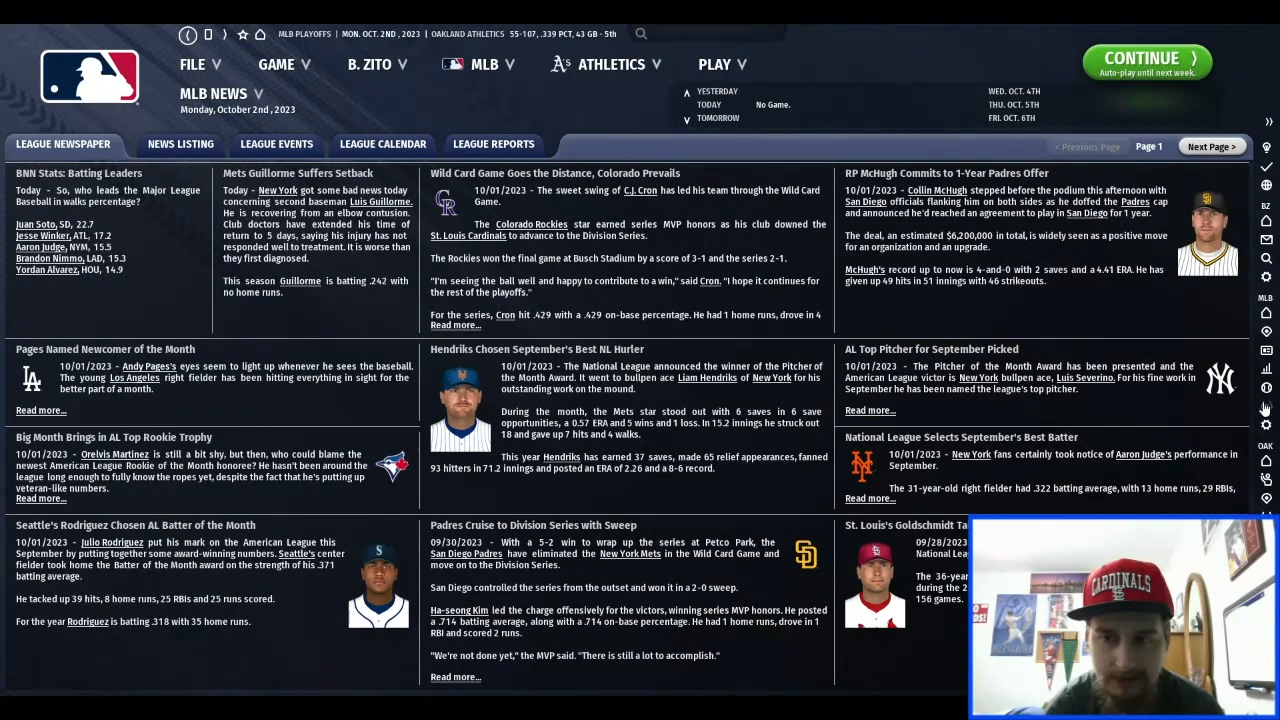 MLB PLAYOFFS | MON. OCT. 2ND , 2023 | OAKLAND ATHLETICS 55-107, .339 PCT, 43 GB - 5th
FILE GAME B. ZITO MLB A's ATHLETICS PLAY
CONTINUE
Auto-play until next week.
MLB NEWS
Monday, October 2nd , 2023
YESTERDAY
TODAY No Game.
TOMORROW
WED. OCT. 4TH
THU. OCT. 5TH
FRI. OCT. 6TH
LEAGUE NEWSPAPER NEWS LISTING LEAGUE EVENTS LEAGUE CALENDAR LEAGUE REPORTS
< Previous Page Page 1 Next Page >
BNN Stats: Batting Leaders
Today - So, who leads the Major League
Baseball in walks percentage?
Juan Soto, SD, 22.7
Jesse Winker, ATL, 17.2
Aaron Judge, NYM, 15.5
Brandon Nimmo, LAD, 15.3
Yordan Alvarez, HOU, 14.9
Mets Guillorme Suffers Setback
Today - New York got some bad news today
concerning second baseman Luis Guillorme.
He is recovering from an elbow contusion.
Club doctors have extended his time of
return to 5 days, saying his injury has not
responded well to treatment. It is worse than
they first diagnosed.
This season Guillorme is batting .242 with
no home runs.
Wild Card Game Goes the Distance, Colorado Prevails
10/01/2023 - The sweet swing of C.J. Cron has led his team through the Wild Card
Game.
The Colorado Rockies star earned series MVP honors as his club downed the
St. Louis Cardinals to advance to the Division Series.
The Rockies won the final game at Busch Stadium by a score of 3-1 and the series 2-1.
"I'm seeing the ball well and happy to contribute to a win," said Cron. "I hope it continues for
the rest of the playoffs."
For the series, Cron hit .429 with a .429 on-base percentage. He had 1 home runs, drove in 4
Read more...
RP McHugh Commits to 1-Year Padres Offer
10/01/2023 - Collin McHugh stepped before the podium this afternoon with
San Diego officials flanking him on both sides as he doffed the Padres cap
and announced he'd reached an agreement to play in San Diego for 1 year.
The deal, an estimated $6,200,000 in total, is widely seen as a positive move
for an organization and an upgrade.
McHugh's record up to now is 4-and-0 with 2 saves and a 4.41 ERA. He has
given up 49 hits in 51 innings with 46 strikeouts.
Pages Named Newcomer of the Month
10/01/2023 - Andy Pages's eyes seem to light up whenever he sees the baseball.
The young Los Angeles right fielder has been hitting everything in sight for the
better part of a month.
Read more...
Big Month Brings in AL Top Rookie Trophy
10/01/2023 - Orelvis Martinez is still a bit shy, but then, who could blame the
newest American League Rookie of the Month honoree? He hasn't been around the
league long enough to fully know the ropes yet, despite the fact that he's putting up
veteran-like numbers.
Read more...
Hendriks Chosen September's Best NL Hurler
10/01/2023 - The National League announced the winner of the Pitcher of
the Month Award. It went to bullpen ace Liam Hendriks of New York for his
outstanding work on the mound.
During the month, the Mets star stood out with 6 saves in 6 save
opportunities, a 0.57 ERA and 5 wins and 1 loss. In 15.2 innings he struck out
18 and gave up 7 hits and 4 walks.
This year Hendriks has earned 37 saves, made 65 relief appearances, fanned
93 hitters in 71.2 innings and posted an ERA of 2.26 and a 8-6 record.
AL Top Pitcher for September Picked
10/01/2023 - The Pitcher of the Month Award has been presented and the
American League victor is New York bullpen ace, Luis Severino. For his fine work in
September he has been named the league's top pitcher.
Read more...
National League Selects September's Best Batter
10/01/2023 - New York fans certainly took notice of Aaron Judge's performance in
September.
The 31-year-old right fielder had .322 batting average, with 13 home runs, 29 RBIs,
Read more...
Seattle's Rodriguez Chosen AL Batter of the Month
10/01/2023 - Julio Rodriguez put his mark on the American League this
September by putting together some award-winning numbers. Seattle's center
fielder took home the Batter of the Month award on the strength of his .371
batting average.
He tacked up 39 hits, 8 home runs, 25 RBIs and 25 runs scored.
For the year Rodriguez is batting .318 with 35 home runs.
Padres Cruise to Division Series with Sweep
09/30/2023 - With a 5-2 win to wrap up the series at Petco Park, the
San Diego Padres have eliminated the New York Mets in the Wild Card Game and
move on to the Division Series.
San Diego controlled the series from the outset and won it in a 2-0 sweep.
Ha-seong Kim led the charge offensively for the victors, winning series MVP honors. He posted
a .714 batting average, along with a .714 on-base percentage. He had 1 home runs, drove in 1
RBI and scored 2 runs.
"We're not done yet," the MVP said. "There is still a lot to accomplish."
Read more...
St. Louis's Goldschmidt Ta
09/28/2023
National Lea
The 36-yea
during the 2
156 games.
BZ
MLB
OAK
CARDINALS